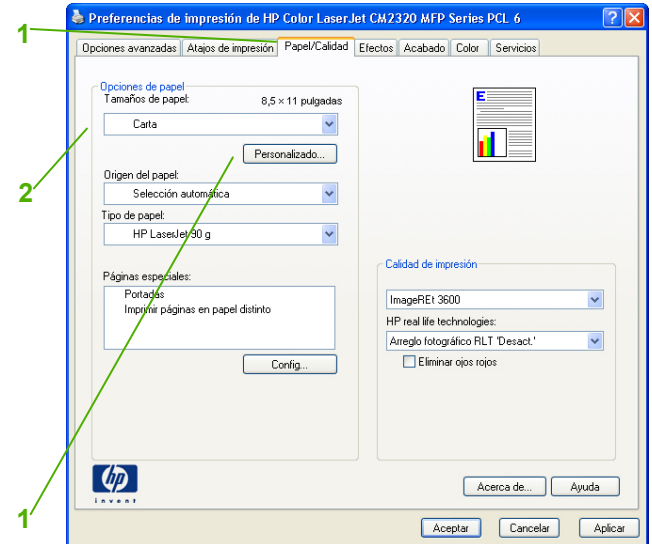 Preferencias de impresión de HP Color LaserJet CM2320 MFP Series PCL 6
1
Opciones avanzadas Atajos de impresión Papel/Calidad Efectos Acabado Color Servicios
Opciones de papel
Tamaños de papel: 8,5 × 11 pulgadas
Carta
E
Personalizado...
2
Origen del papel:
Selección automática
Tipo de papel:
HP LaserJet 90 g
Calidad de impresión
Páginas especiales:
Portadas
Imprimir páginas en papel distinto
ImageREt 3600
HP real life technologies:
Arreglo fotográfico RLT 'Desact.'
Eliminar ojos rojos
Config...
hp
invent
Acerca de... Ayuda
1
Aceptar Cancelar Aplicar